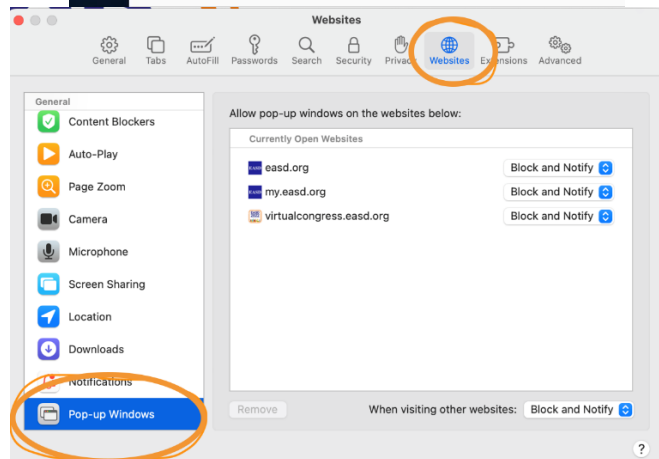 Websites
General Tabs AutoFill Passwords Search Security Privacy Websites Extensions Advanced
General
Content Blockers
Auto-Play
Page Zoom
Camera
Microphone
Screen Sharing
Location
Downloads
Notifications
Pop-up Windows
Allow pop-up windows on the websites below:
Currently Open Websites
easd.org Block and Notify
my.easd.org Block and Notify
virtualcongress.easd.org Block and Notify
Remove When visiting other websites: Block and Notify
?